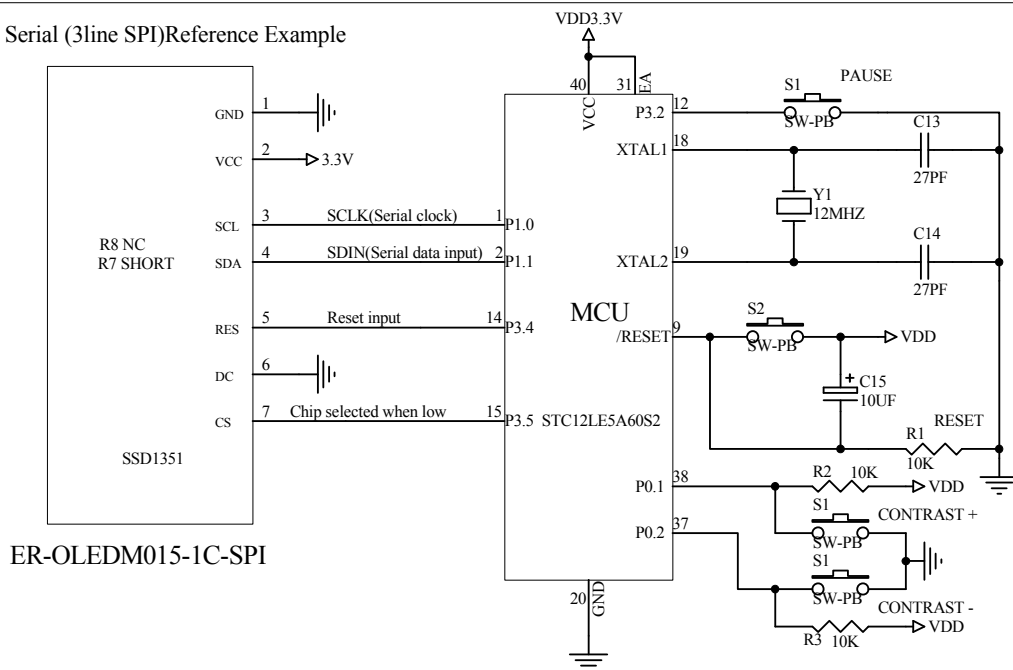 Serial (3line SPI)Reference Example
VDD3.3V
40
31
VCC
EA
GND
1
VCC
2
3.3V
SCL
3
SCLK(Serial clock)
1
P1.0
R8 NC
R7 SHORT
SDA
4
SDIN(Serial data input)
2
P1.1
RES
5
Reset input
14
P3.4
DC
6
CS
7
Chip selected when low
15
P3.5
SSD1351
ER-OLEDM015-1C-SPI
MCU
STC12LE5A60S2
20
GND
P3.2
12
S1
PAUSE
SW-PB
XTAL1
18
C13
27PF
Y1
12MHZ
XTAL2
19
C14
27PF
/RESET
9
S2
SW-PB
VDD
+
C15
10UF
RESET
R1
10K
P0.1
38
R2
10K
VDD
S1
CONTRAST +
SW-PB
P0.2
37
S1
SW-PB
CONTRAST -
R3
10K
VDD